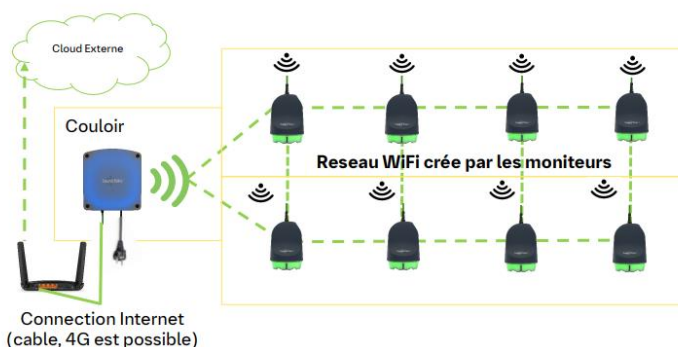 Cloud Externe
Couloir
Reseau WiFi crée par les moniteurs
Connection Internet
(cable, 4G est possible)